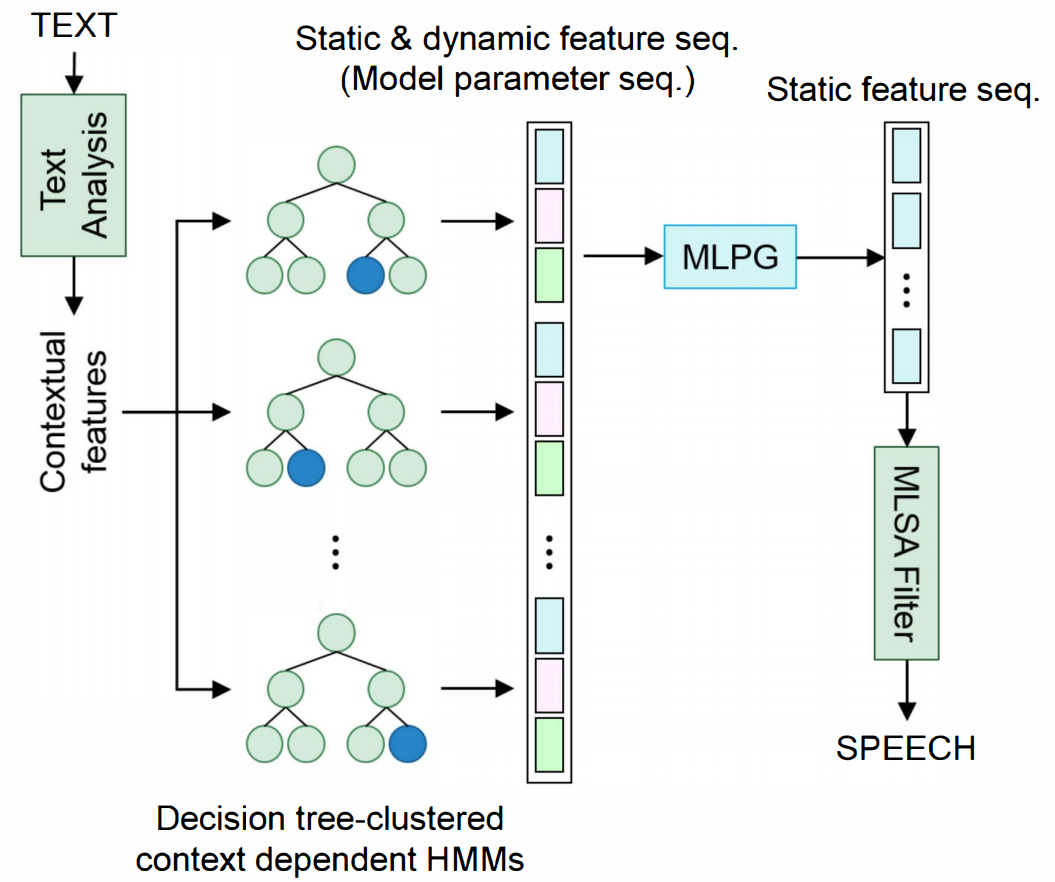 TEXT
Text
Analysis
Contextual
features
Static & dynamic feature seq.
(Model parameter seq.)
Decision tree-clustered
context dependent HMMs
MLPG
Static feature seq.
MLSA Filter
SPEECH